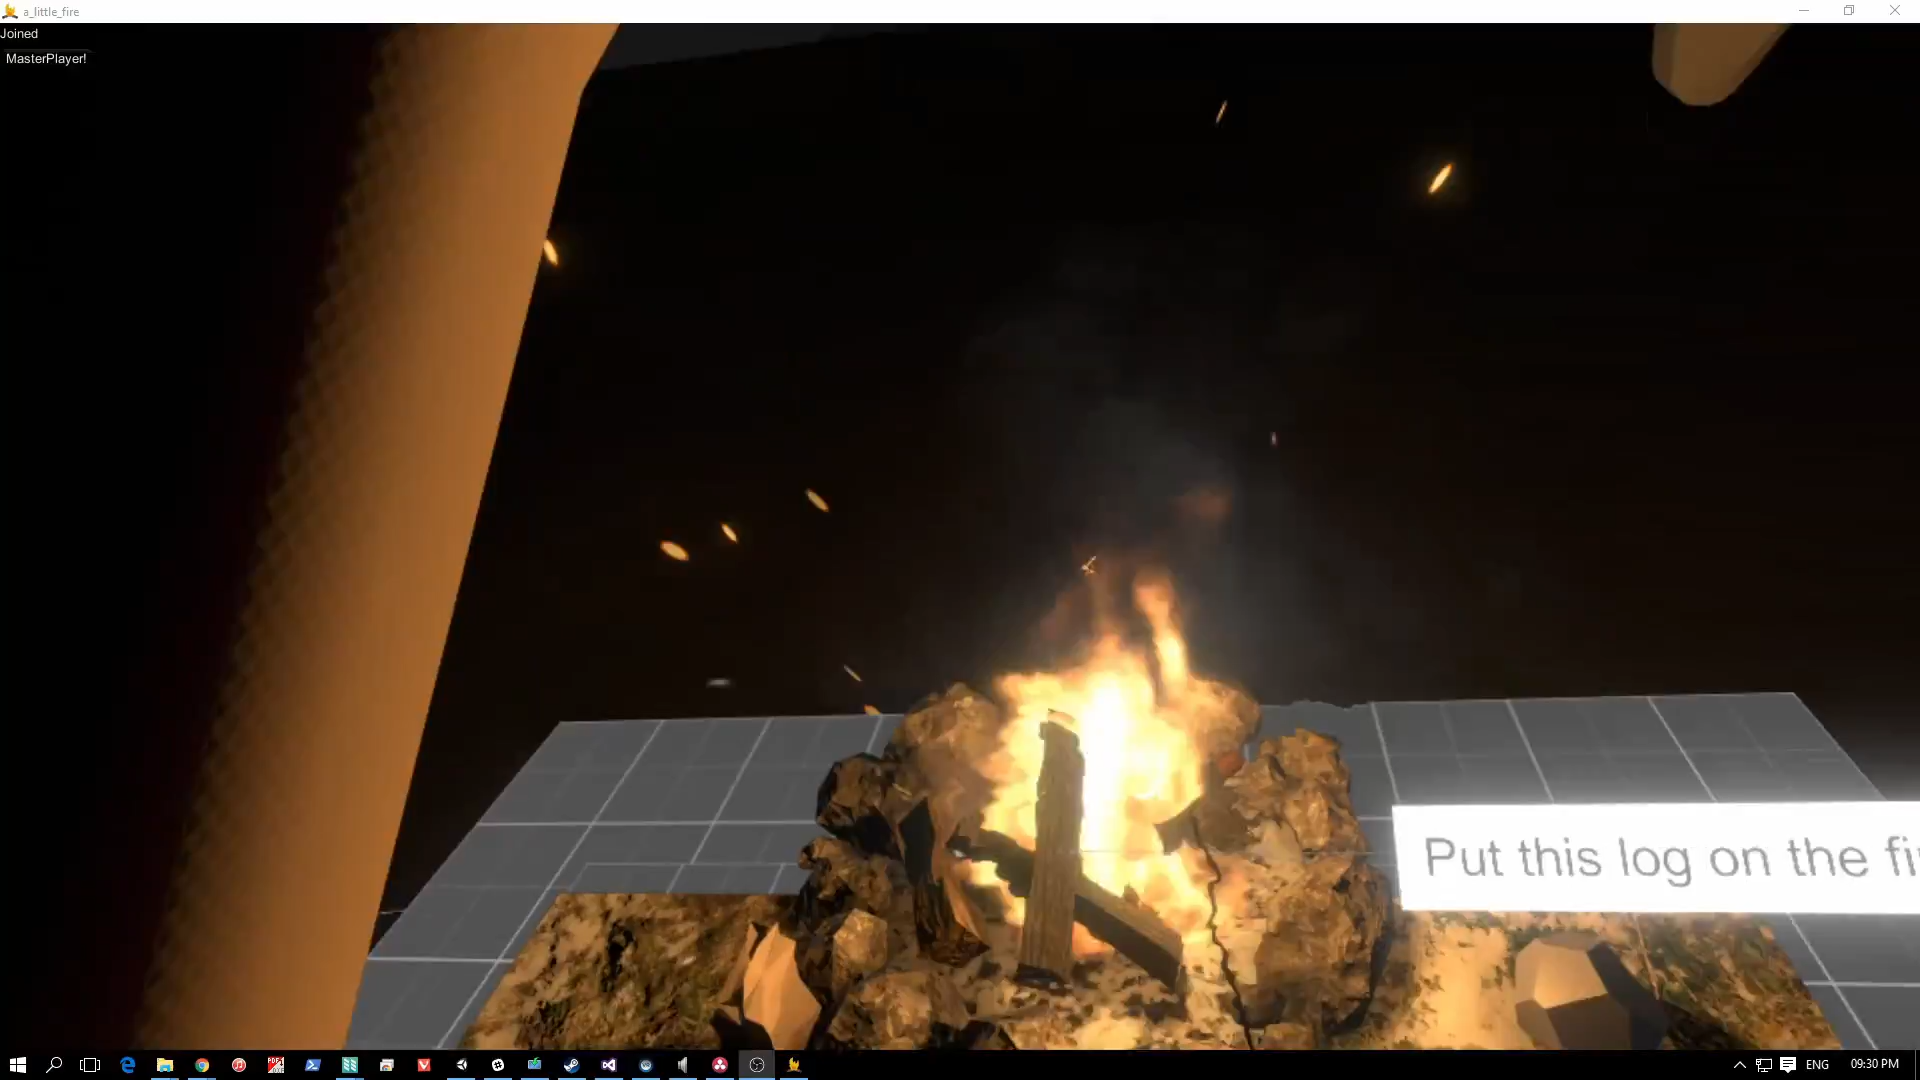 a_little_fire
Joined
MasterPlayer!
Put this log on the
ENG
09:30 PM